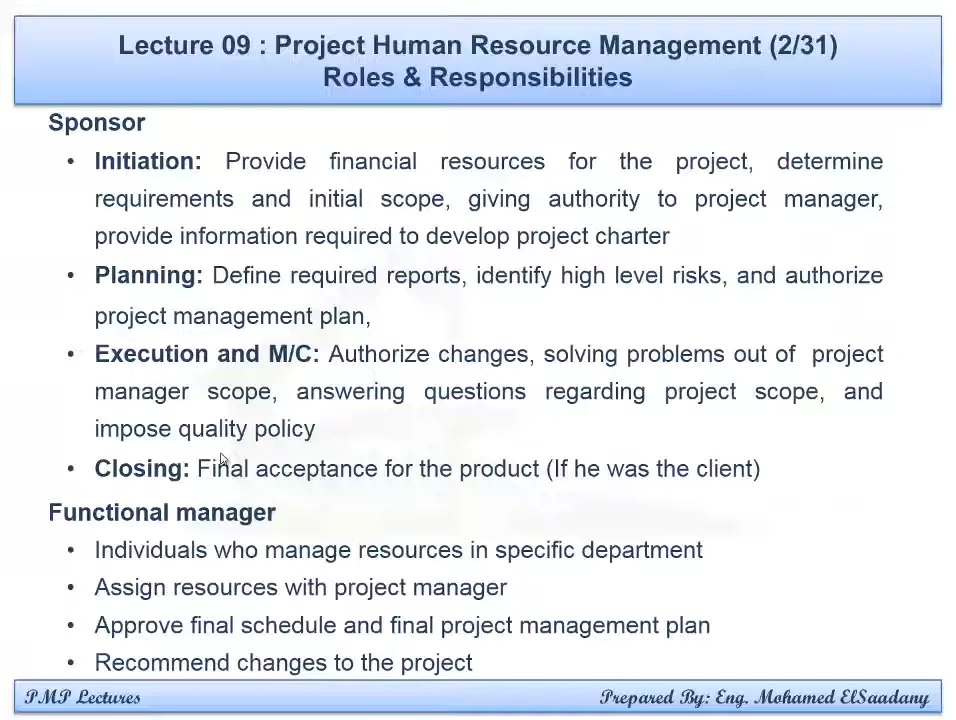 Lecture 09 : Project Human Resource Management (2/31)
Roles & Responsibilities
Sponsor
• Initiation: Provide financial resources for the project, determine
requirements and initial scope, giving authority to project manager,
provide information required to develop project charter
• Planning: Define required reports, identify high level risks, and authorize
project management plan,
• Execution and M/C: Authorize changes, solving problems out of project
manager scope, answering questions regarding project scope, and
impose quality policy
• Closing: Final acceptance for the product (If he was the client)
Functional manager
• Individuals who manage resources in specific department
• Assign resources with project manager
• Approve final schedule and final project management plan
• Recommend changes to the project
PMP Lectures
Prepared By: Eng. Mohamed ElSaadany